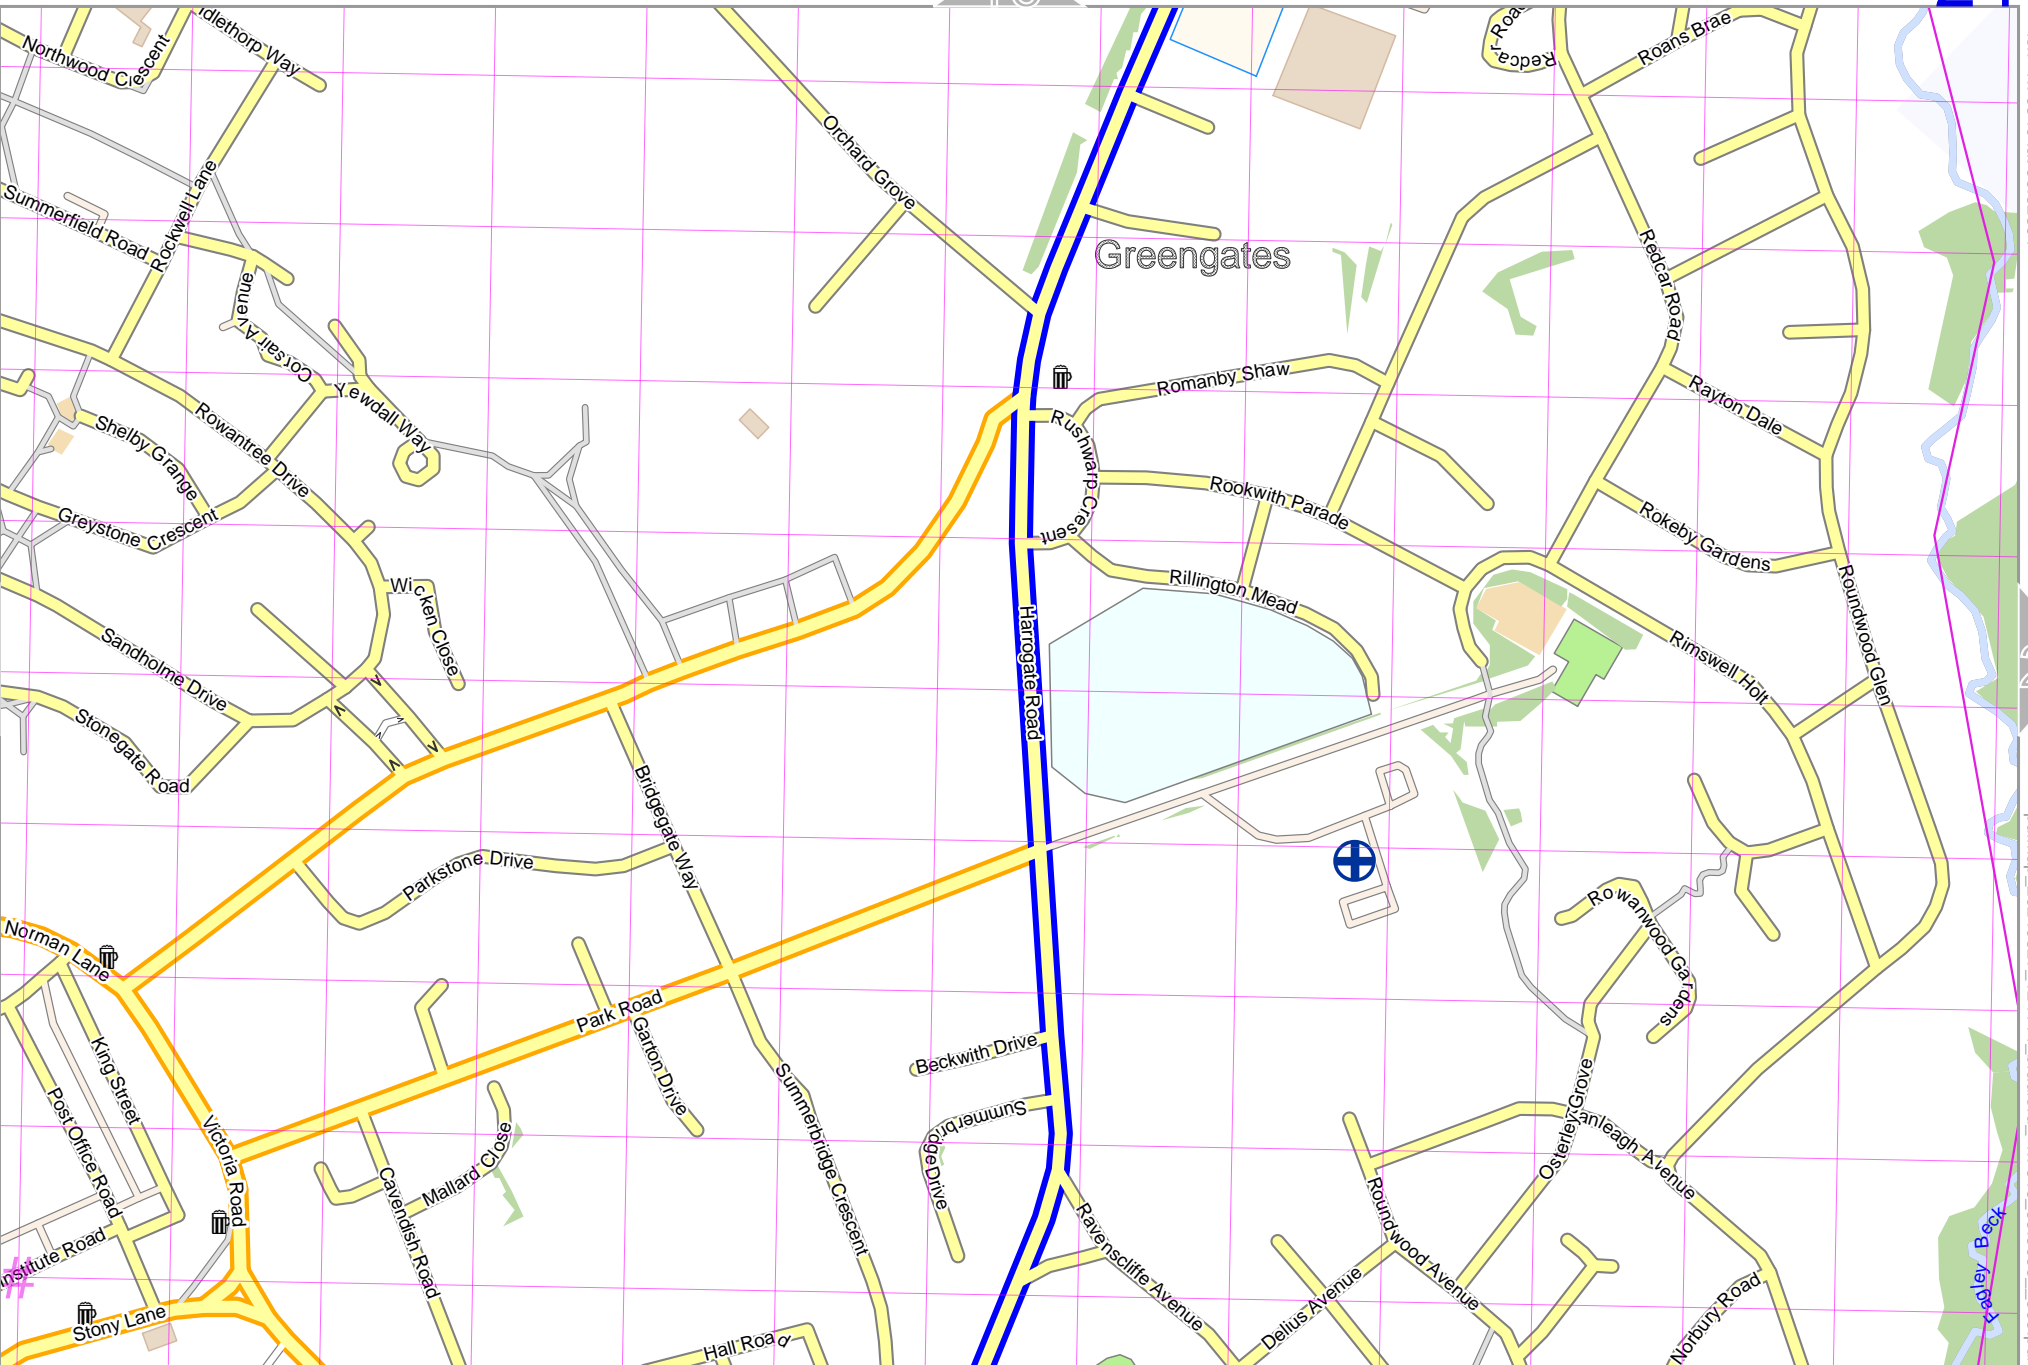 Northwood Crescent
Idlethorp Way
Rockwell Lane
Summerfield Road
Corsair Avenue
Yewdall Way
Shelby Grange
Rowantree Drive
Greystone Crescent
Wicken Close
Sandholme Drive
Stonegate Road
Orchard Grove
Greengates
Romanby Shaw
Rushwarp Cresent
Rookwith Parade
Rillington Mead
Harrogate Road
Redcar Road
Roans Brae
Redcar Road
Rayton Dale
Rokeby Gardens
Rimswell Holt
Roundwood Glen
Bridgegate Way
Parkstone Drive
Norman Lane
King Street
Post Office Road
Victoria Road
Institute Road
#
Stony Lane
Park Road
Garton Drive
Mallard Close
Cavendish Road
Summerbridge Crescent
Beckwith Drive
Summerbridge Drive
Hall Road
Ravenscliffe Avenue
Delius Avenue
Roundwood Avenue
Rowanwood Gardens
Osterley Grove
anleagh Avenue
Norbury Road
Fagley Beck